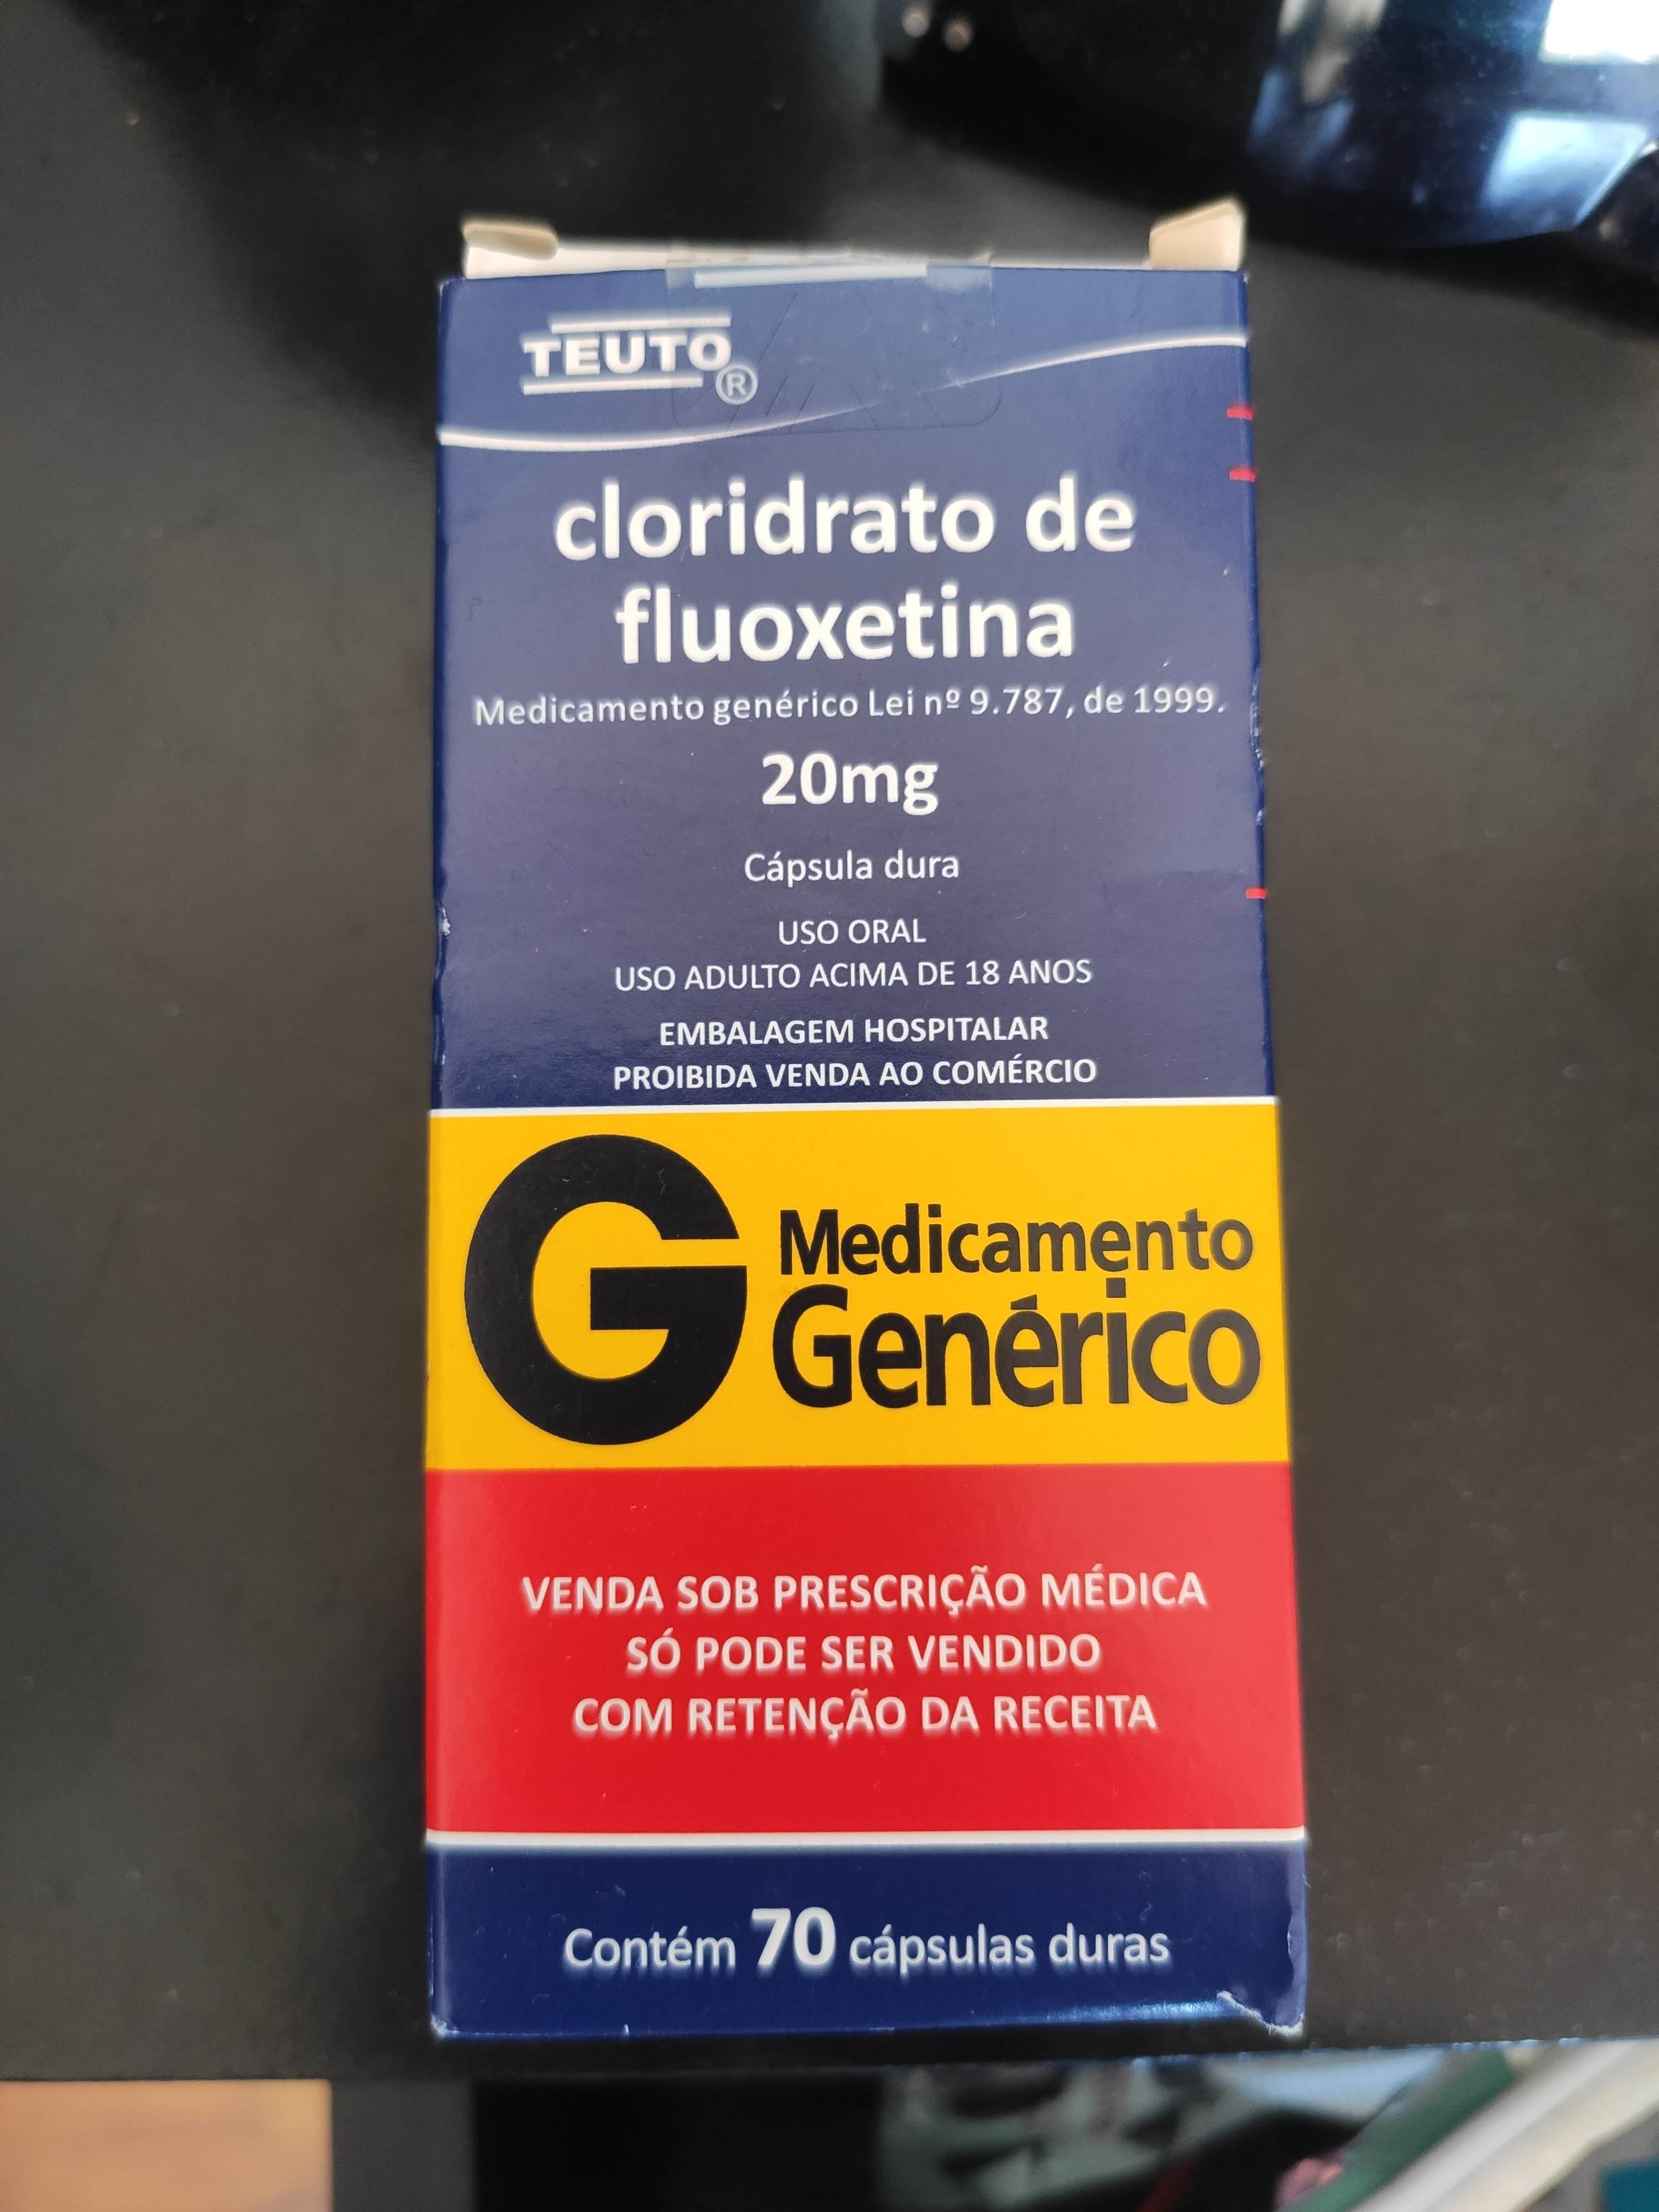 TEUTO®
cloridrato de
fluoxetina
Medicamento genérico Lei nº 9.787, de 1999.
20mg
Cápsula dura
USO ORAL
USO ADULTO ACIMA DE 18 ANOS
EMBALAGEM HOSPITALAR
PROIBIDA VENDA AO COMÉRCIO
G Medicamento
Genérico
VENDA SOB PRESCRIÇÃO MÉDICA
SÓ PODE SER VENDIDO
COM RETENÇÃO DA RECEITA
Contém 70 cápsulas duras